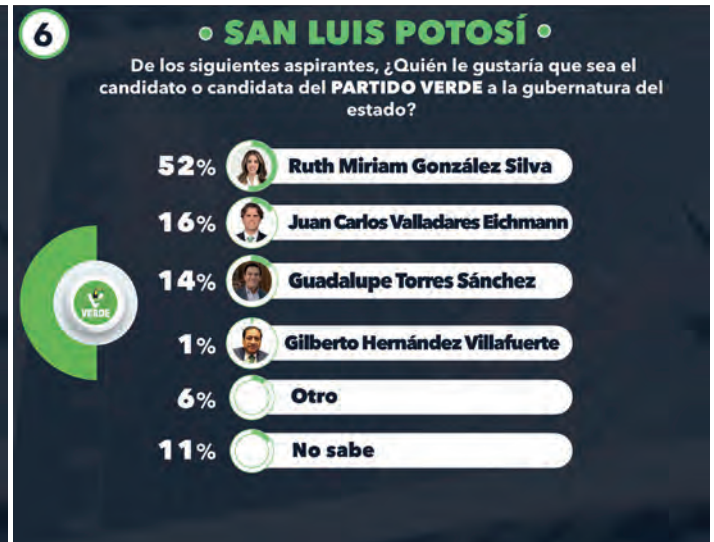 6
• SAN LUIS POTOSÍ •
De los siguientes aspirantes, ¿Quién le gustaría que sea el
candidato o candidata del PARTIDO VERDE a la gubernatura del
estado?
52% Ruth Miriam González Silva
16% Juan Carlos Valladares Eichmann
14% Guadalupe Torres Sánchez
VERDE
1% Gilberto Hernández Villafuerte
6% Otro
11% No sabe